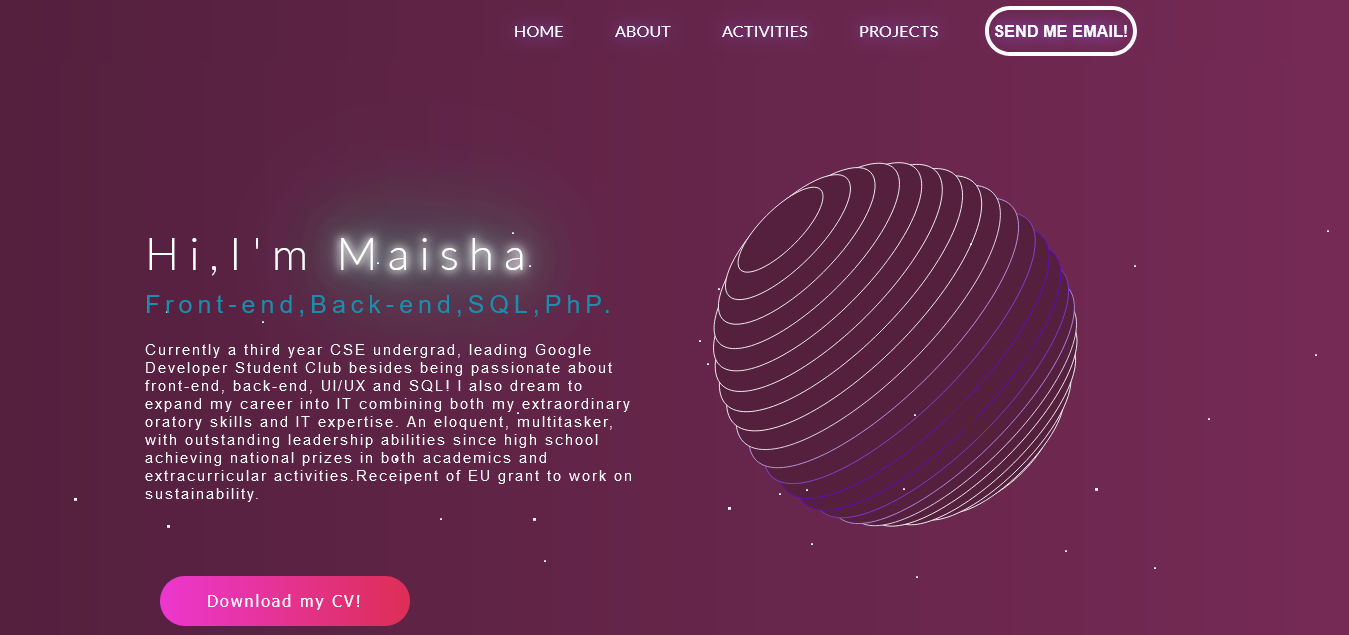 HOME ABOUT ACTIVITIES PROJECTS SEND ME EMAIL!
Hi,I'm Maisha
Front-end,Back-end,SQL,PhP.
Currently a third year CSE undergrad, leading Google
Developer Student Club besides being passionate about
front-end, back-end, UI/UX and SQL! I also dream to
expand my career into IT combining both my extraordinary
oratory skills and IT expertise. An eloquent, multitasker,
with outstanding leadership abilities since high school
achieving national prizes in both academics and
extracurricular activities.Receipent of EU grant to work on
sustainability.
Download my CV!